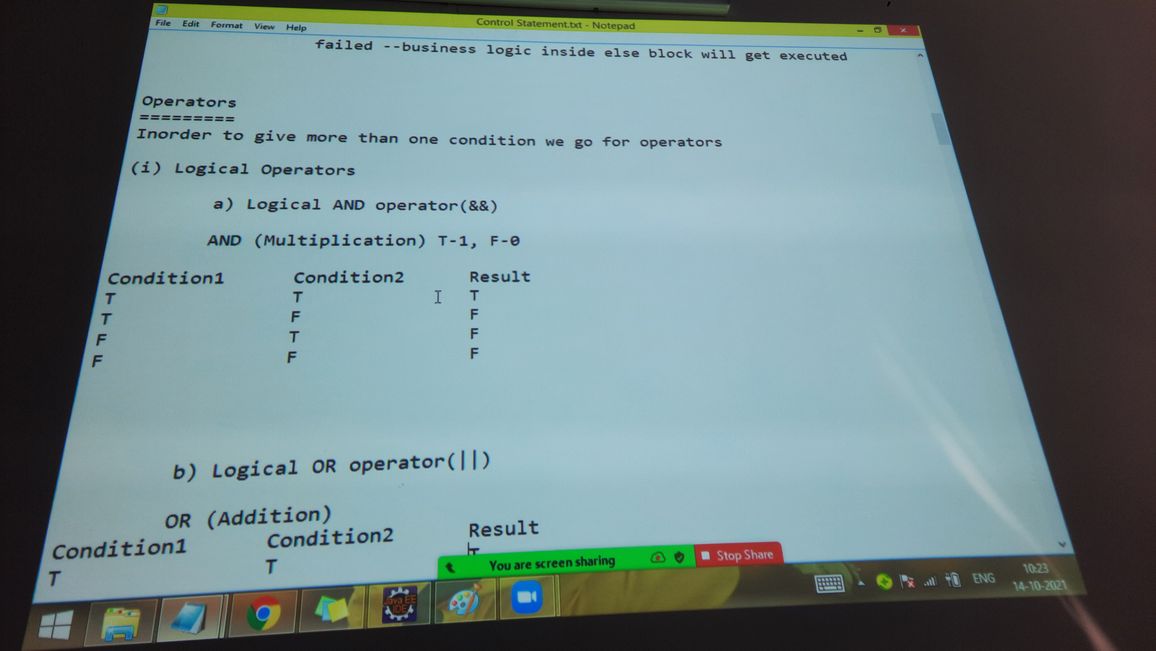 Control Statement.txt - Notepad
File Edit Format View Help
failed --business logic inside else block will get executed
Operators
=========
Inorder to give more than one condition we go for operators
(i) Logical Operators
a) Logical AND operator(&&)
AND (Multiplication) T-1, F-0
Condition1 Condition2 Result
T T T
T F F
F T F
F F F
b) Logical OR operator(||)
OR (Addition)
Condition1 Condition2 Result
T T T
You are screen sharing Stop Share
Java EE
IDE
ENG
10:23
14-10-2021